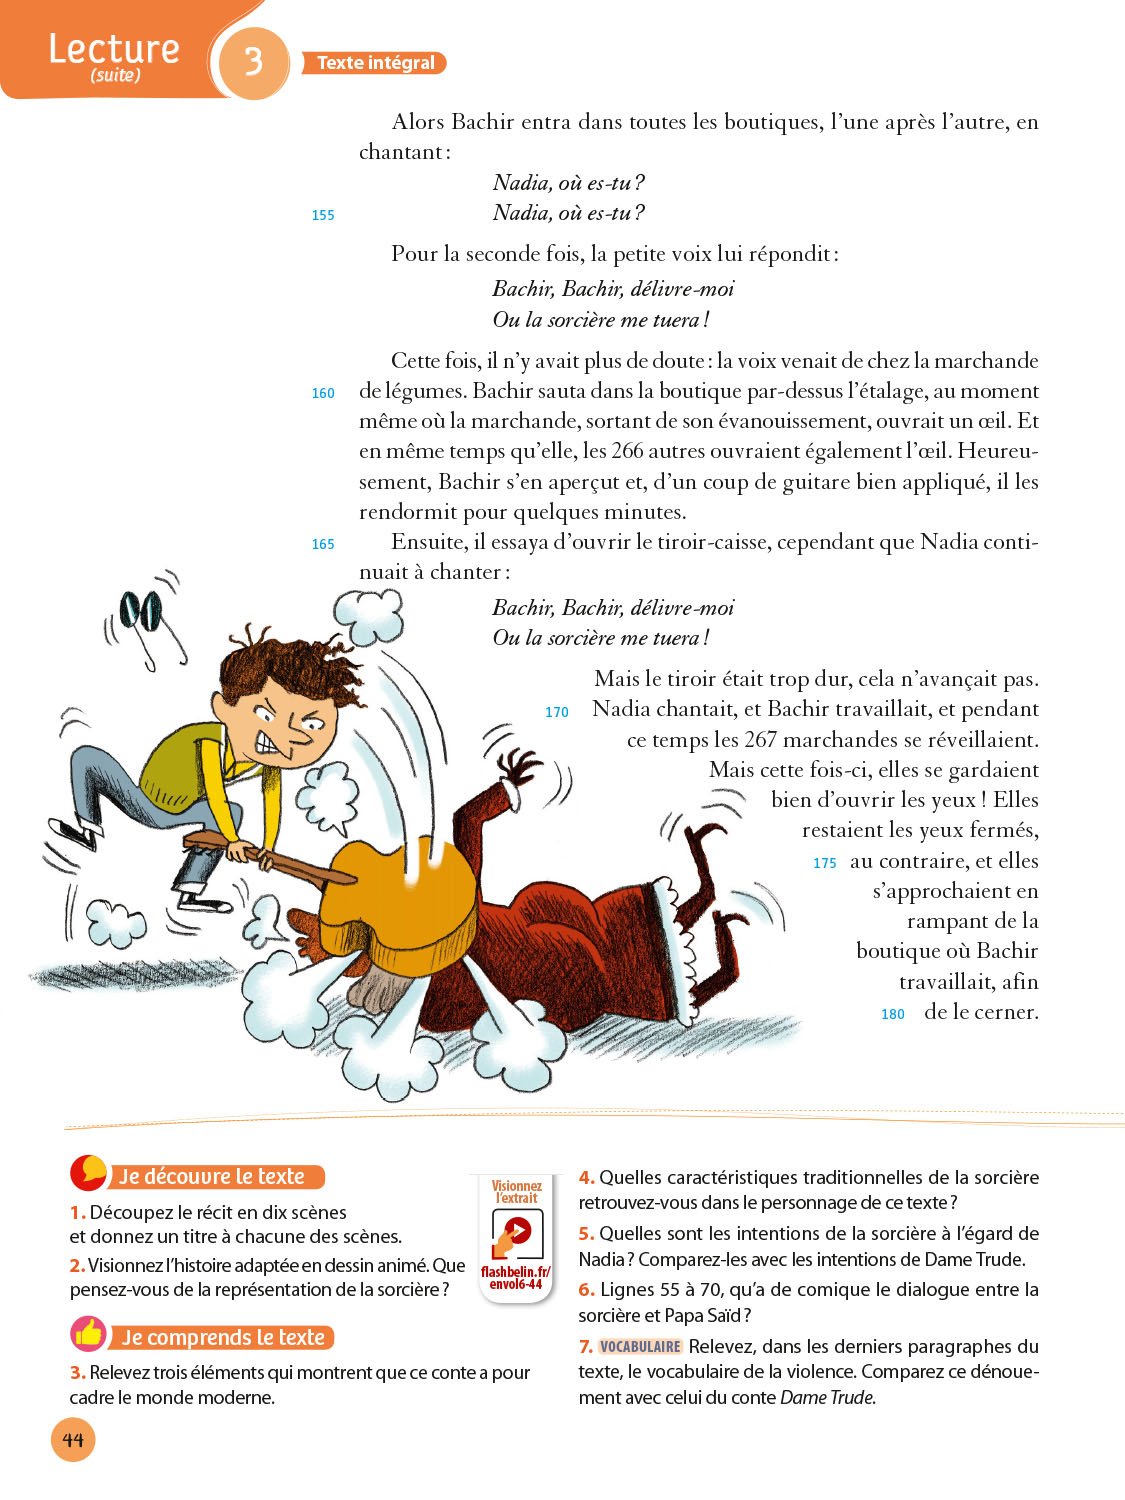 Lecture
(suite)
3
Texte intégral
Alors Bachir entra dans toutes les boutiques, l’une après l’autre, en
chantant :
Nadia, où es-tu ?
155 Nadia, où es-tu ?
Pour la seconde fois, la petite voix lui répondit :
Bachir, Bachir, délivre-moi
Ou la sorcière me tuera !
Cette fois, il n’y avait plus de doute : la voix venait de chez la marchande
160 de légumes. Bachir sauta dans la boutique par-dessus l’étalage, au moment
même où la marchande, sortant de son évanouissement, ouvrait un œil. Et
en même temps qu’elle, les 266 autres ouvraient également l’œil. Heureu-
sement, Bachir s’en aperçut et, d’un coup de guitare bien appliqué, il les
rendormit pour quelques minutes.
165 Ensuite, il essaya d’ouvrir le tiroir-caisse, cependant que Nadia conti-
nuait à chanter :
Bachir, Bachir, délivre-moi
Ou la sorcière me tuera !
Mais le tiroir était trop dur, cela n’avançait pas.
170 Nadia chantait, et Bachir travaillait, et pendant
ce temps les 267 marchandes se réveillaient.
Mais cette fois-ci, elles se gardaient
bien d’ouvrir les yeux ! Elles
restaient les yeux fermés,
175 au contraire, et elles
s’approchaient en
rampant de la
boutique où Bachir
travaillait, afin
180 de le cerner.
Je découvre le texte
1. Découpez le récit en dix scènes
et donnez un titre à chacune des scènes.
2. Visionnez l’histoire adaptée en dessin animé. Que
pensez-vous de la représentation de la sorcière ?
Visionnez
l’extrait
flashbelin.fr/
envol6-44
Je comprends le texte
3. Relevez trois éléments qui montrent que ce conte a pour
cadre le monde moderne.
4. Quelles caractéristiques traditionnelles de la sorcière
retrouvez-vous dans le personnage de ce texte ?
5. Quelles sont les intentions de la sorcière à l’égard de
Nadia ? Comparez-les avec les intentions de Dame Trude.
6. Lignes 55 à 70, qu’a de comique le dialogue entre la
sorcière et Papa Saïd ?
7. VOCABULAIRE Relevez, dans les derniers paragraphes du
texte, le vocabulaire de la violence. Comparez ce dénoue-
ment avec celui du conte Dame Trude.
44